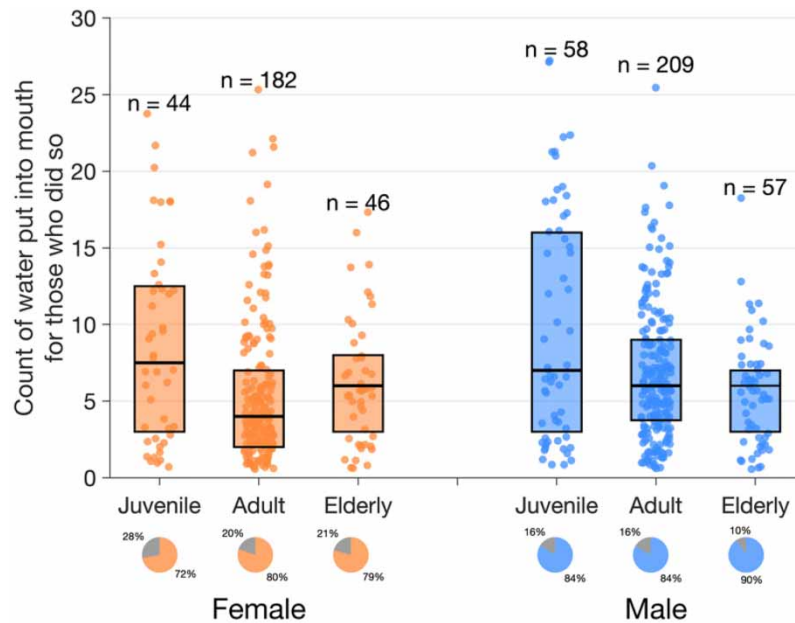 30
25
20
15
10
5
0
Count of water put into mouth
for those who did so
n = 44
n = 182
n = 46
n = 58
n = 209
n = 57
Juvenile Adult Elderly Juvenile Adult Elderly
28% 20% 21% 16% 16% 10%
72% 80% 79% 84% 84% 90%
Female Male